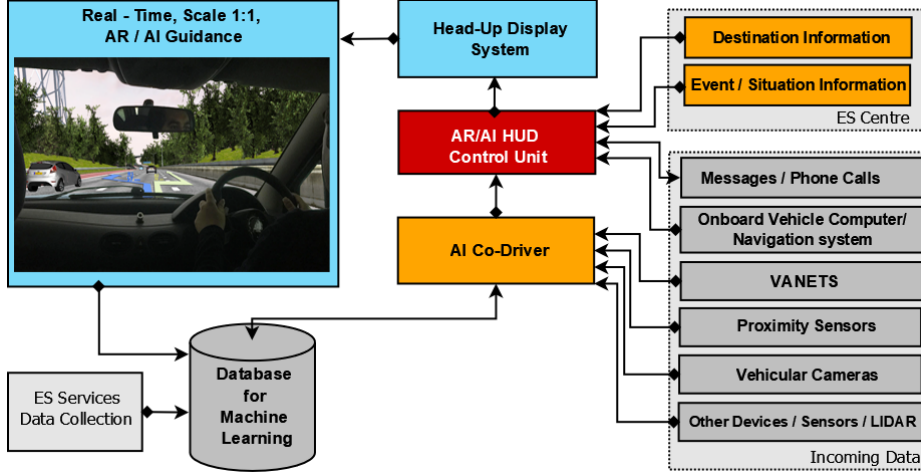 Real - Time, Scale 1:1,
AR / AI Guidance
Head-Up Display
System
AR/AI HUD
Control Unit
AI Co-Driver
Database
for
Machine
Learning
ES Services
Data Collection
Destination Information
Event / Situation Information
ES Centre
Messages / Phone Calls
Onboard Vehicle Computer/
Navigation system
VANETS
Proximity Sensors
Vehicular Cameras
Other Devices / Sensors / LIDAR
Incoming Data